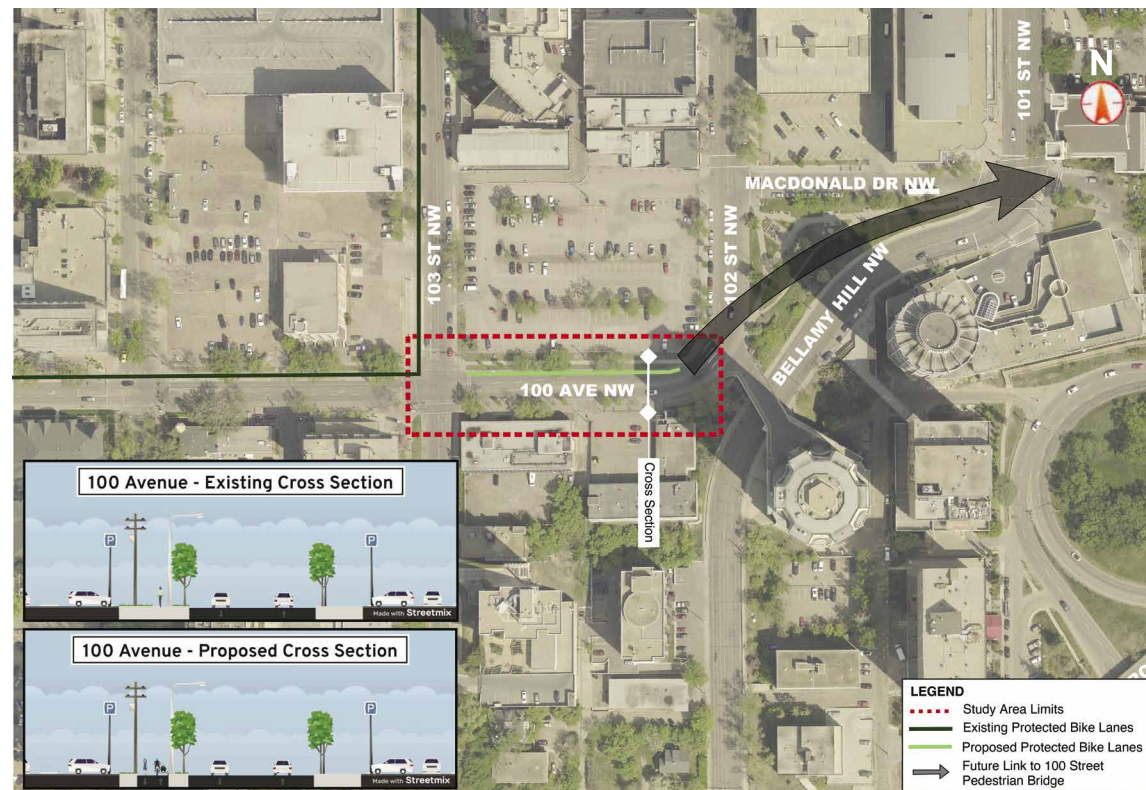 101 ST NW
N
MACDONALD DR NW
103 ST NW
102 ST NW
BELLAMY HILL NW
100 AVE NW
Cross Section
100 Avenue - Existing Cross Section
P
P
Made with Streetmix
100 Avenue - Proposed Cross Section
P
P
Made with Streetmix
LEGEND
Study Area Limits
Existing Protected Bike Lanes
Proposed Protected Bike Lanes
Future Link to 100 Street
Pedestrian Bridge